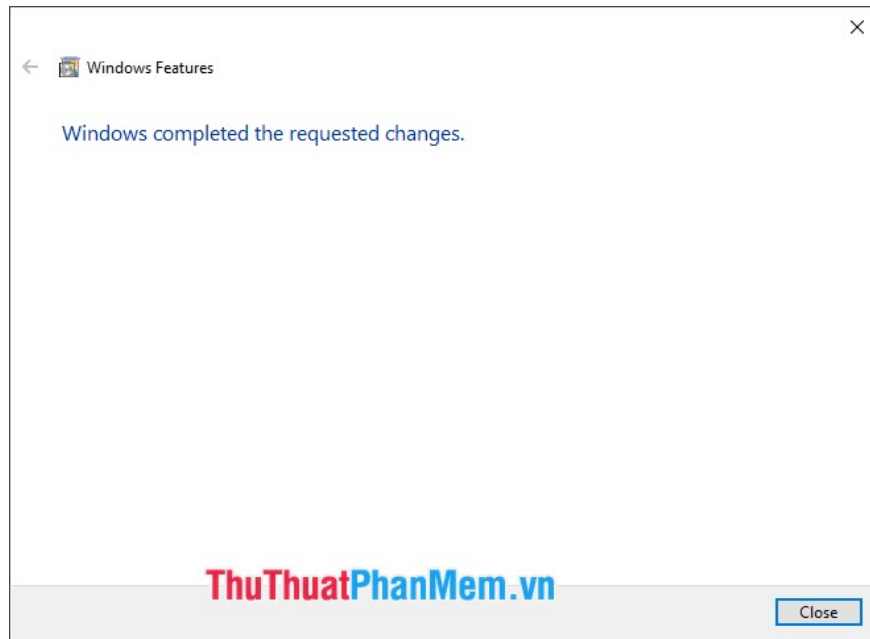 Windows Features
Windows completed the requested changes.
ThuThuatPhanMem.vn
Close